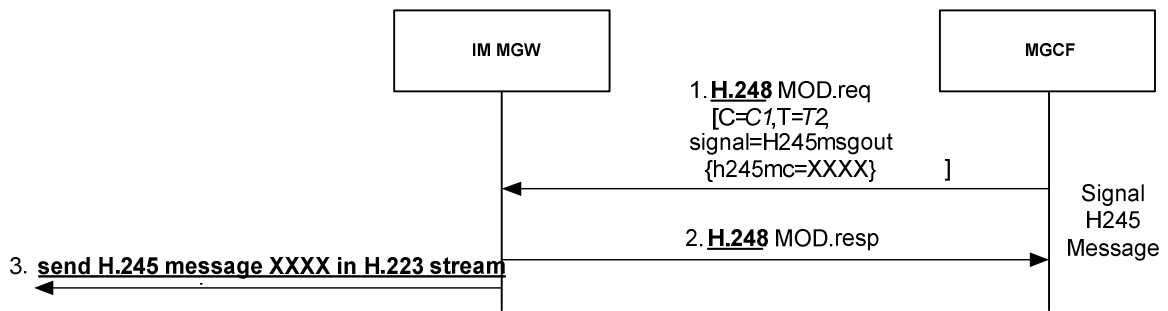 IM MGW
MGCF
1. H.248 MOD.req
[C=C1,T=T2,
signal=H245msgout
{h245mc=XXXX} ]
Signal
H245
Message
2. H.248 MOD.resp
3. send H.245 message XXXX in H.223 stream